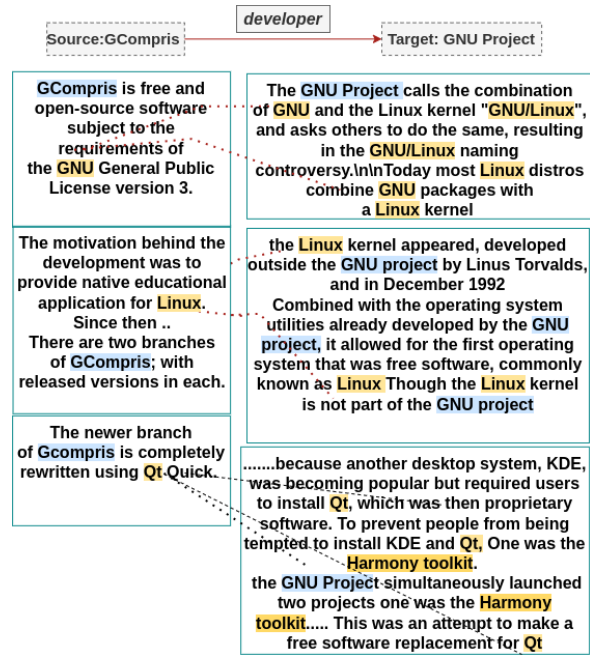 developer
Source:GCompris
Target: GNU Project
GCompris is free and
open-source software
subject to the
requirements of
the GNU General Public
License version 3.
The GNU Project calls the combination
of GNU and the Linux kernel "GNU/Linux",
and asks others to do the same, resulting
in the GNU/Linux naming
controversy.\n\nToday most Linux distros
combine GNU packages with
a Linux kernel
The motivation behind the
development was to
provide native educational
application for Linux.
Since then ..
There are two branches
of GCompris; with
released versions in each.
the Linux kernel appeared, developed
outside the GNU project by Linus Torvalds,
and in December 1992
Combined with the operating system
utilities already developed by the GNU
project, it allowed for the first operating
system that was free software, commonly
known as Linux Though the Linux kernel
is not part of the GNU project
The newer branch
of Gcompris is completely
rewritten using Qt Quick.
.......because another desktop system, KDE,
was becoming popular but required users
to install Qt, which was then proprietary
software. To prevent people from being
tempted to install KDE and Qt, One was the
Harmony toolkit.
the GNU Project simultaneously launched
two projects one was the Harmony
toolkit..... This was an attempt to make a
free software replacement for Qt